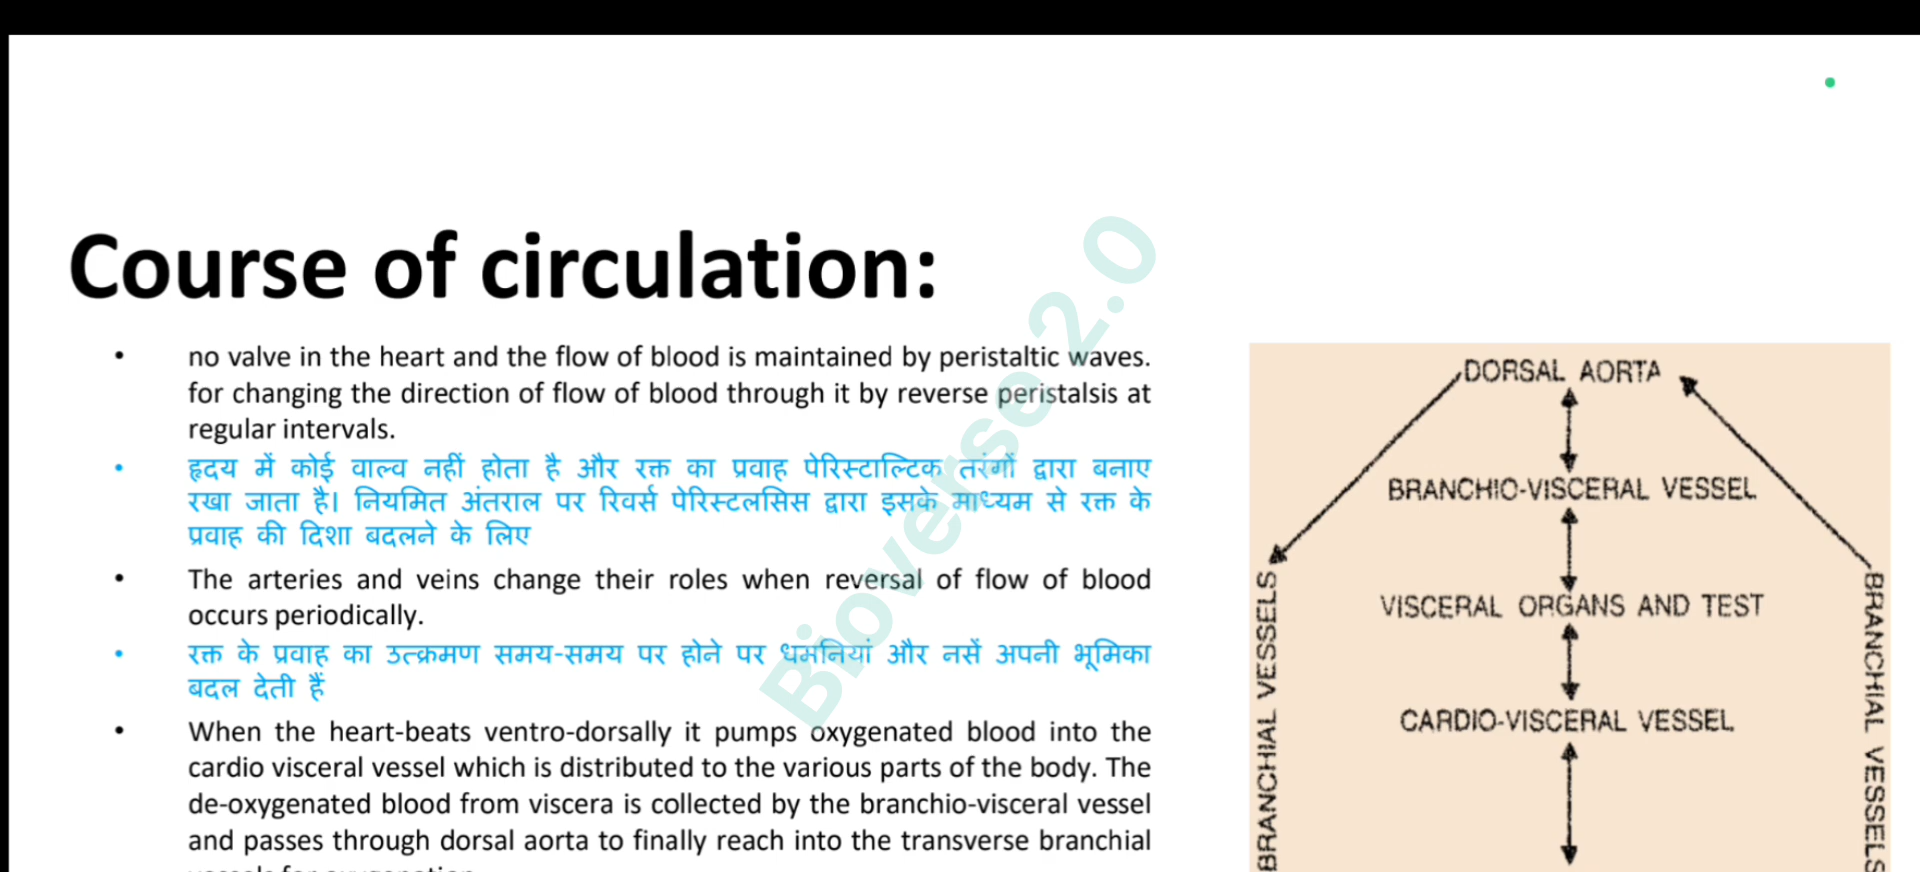 Course of circulation:
• no valve in the heart and the flow of blood is maintained by peristaltic waves.
for changing the direction of flow of blood through it by reverse peristalsis at
regular intervals.
• हृदय में कोई वाल्व नहीं होता है और रक्त का प्रवाह पेरिस्टाल्टिक तरंगों द्वारा बनाए
रखा जाता है। नियमित अंतराल पर रिवर्स पेरिस्टलसिस द्वारा इसके माध्यम से रक्त के
प्रवाह की दिशा बदलने के लिए
• The arteries and veins change their roles when reversal of flow of blood
occurs periodically.
• रक्त के प्रवाह का उत्क्रमण समय-समय पर होने पर धमनियां और नसें अपनी भूमिका
बदल देती हैं
• When the heart-beats ventro-dorsally it pumps oxygenated blood into the
cardio visceral vessel which is distributed to the various parts of the body. The
de-oxygenated blood from viscera is collected by the branchio-visceral vessel
and passes through dorsal aorta to finally reach into the transverse branchial
Bioverse 2.0
DORSAL AORTA
BRANCHIO-VISCERAL VESSEL
VISCERAL ORGANS AND TEST
CARDIO-VISCERAL VESSEL
BRANCHIAL VESSELS
BRANCHIAL VESSELS